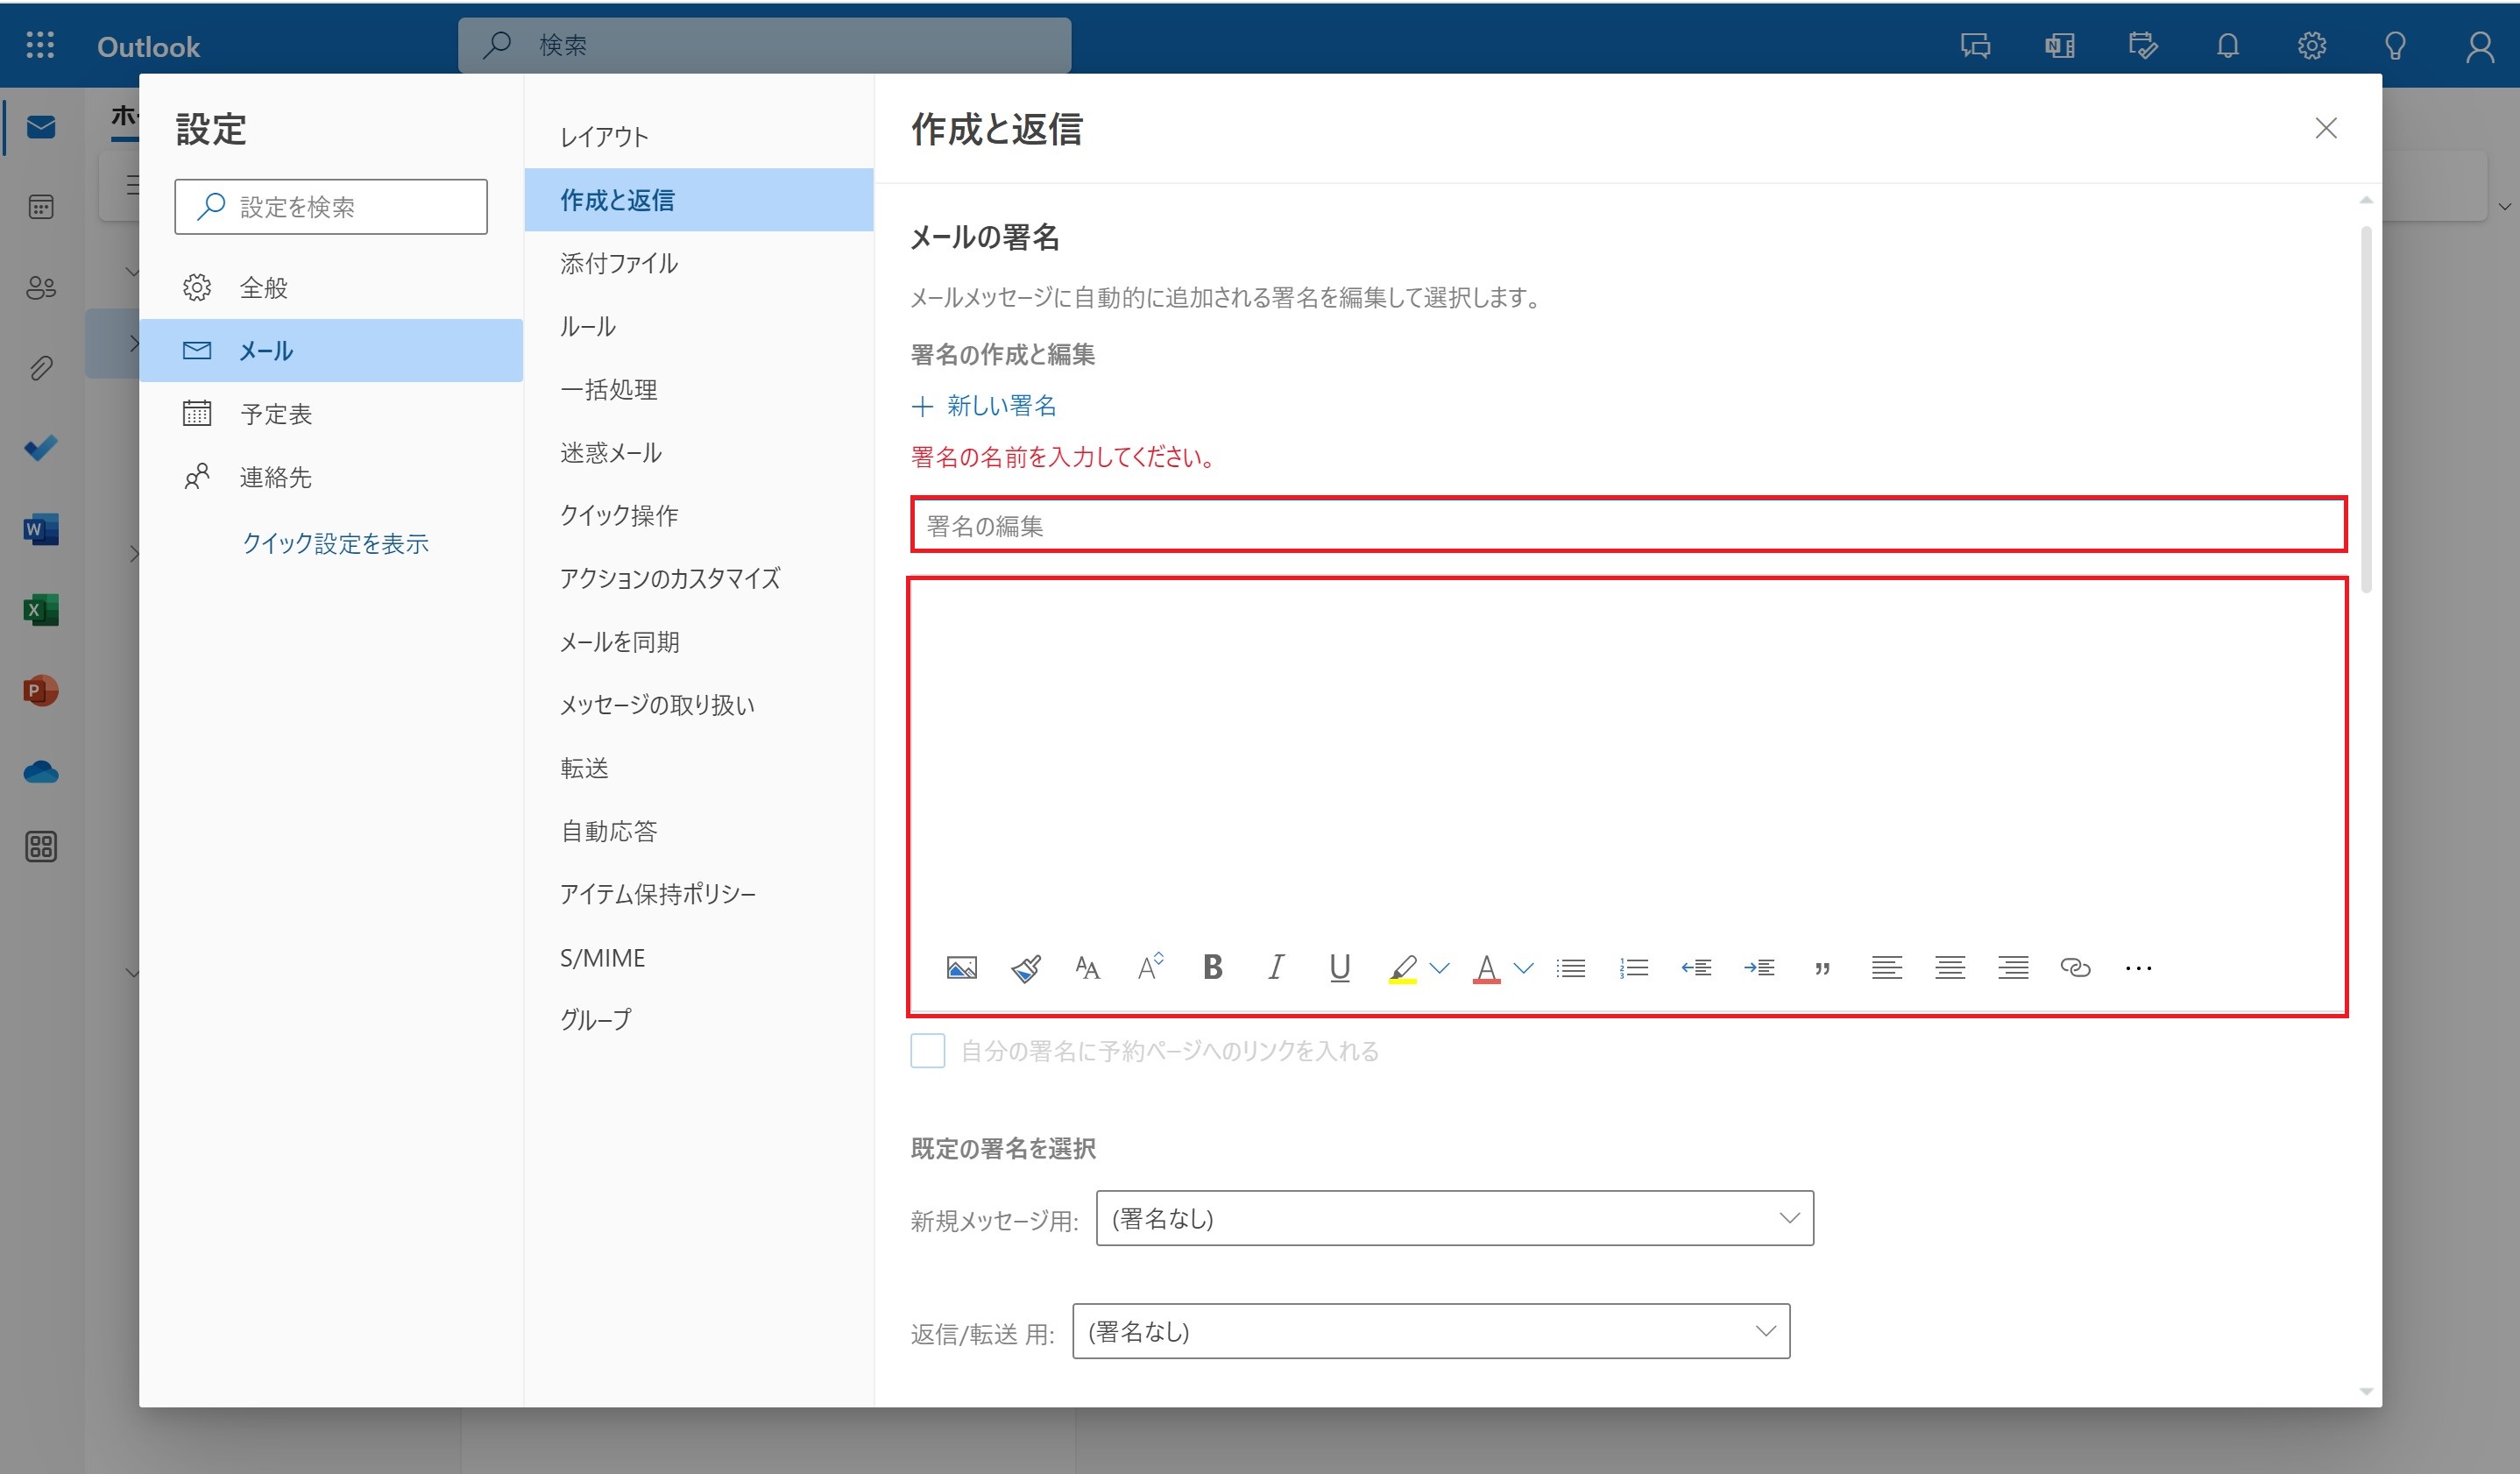 Outlook
検索
設定
設定を検索
全般
メール
予定表
連絡先
クイック設定を表示
レイアウト
作成と返信
添付ファイル
ルール
一括処理
迷惑メール
クイック操作
アクションのカスタマイズ
メールを同期
メッセージの取り扱い
転送
自動応答
アイテム保持ポリシー
S/MIME
グループ
作成と返信
メールの署名
メールメッセージに自動的に追加される署名を編集して選択します。
署名の作成と編集
新しい署名
署名の名前を入力してください。
署名の編集
自分の署名に予約ページへのリンクを入れる
既定の署名を選択
新規メッセージ用: (署名なし)
返信/転送 用: (署名なし)